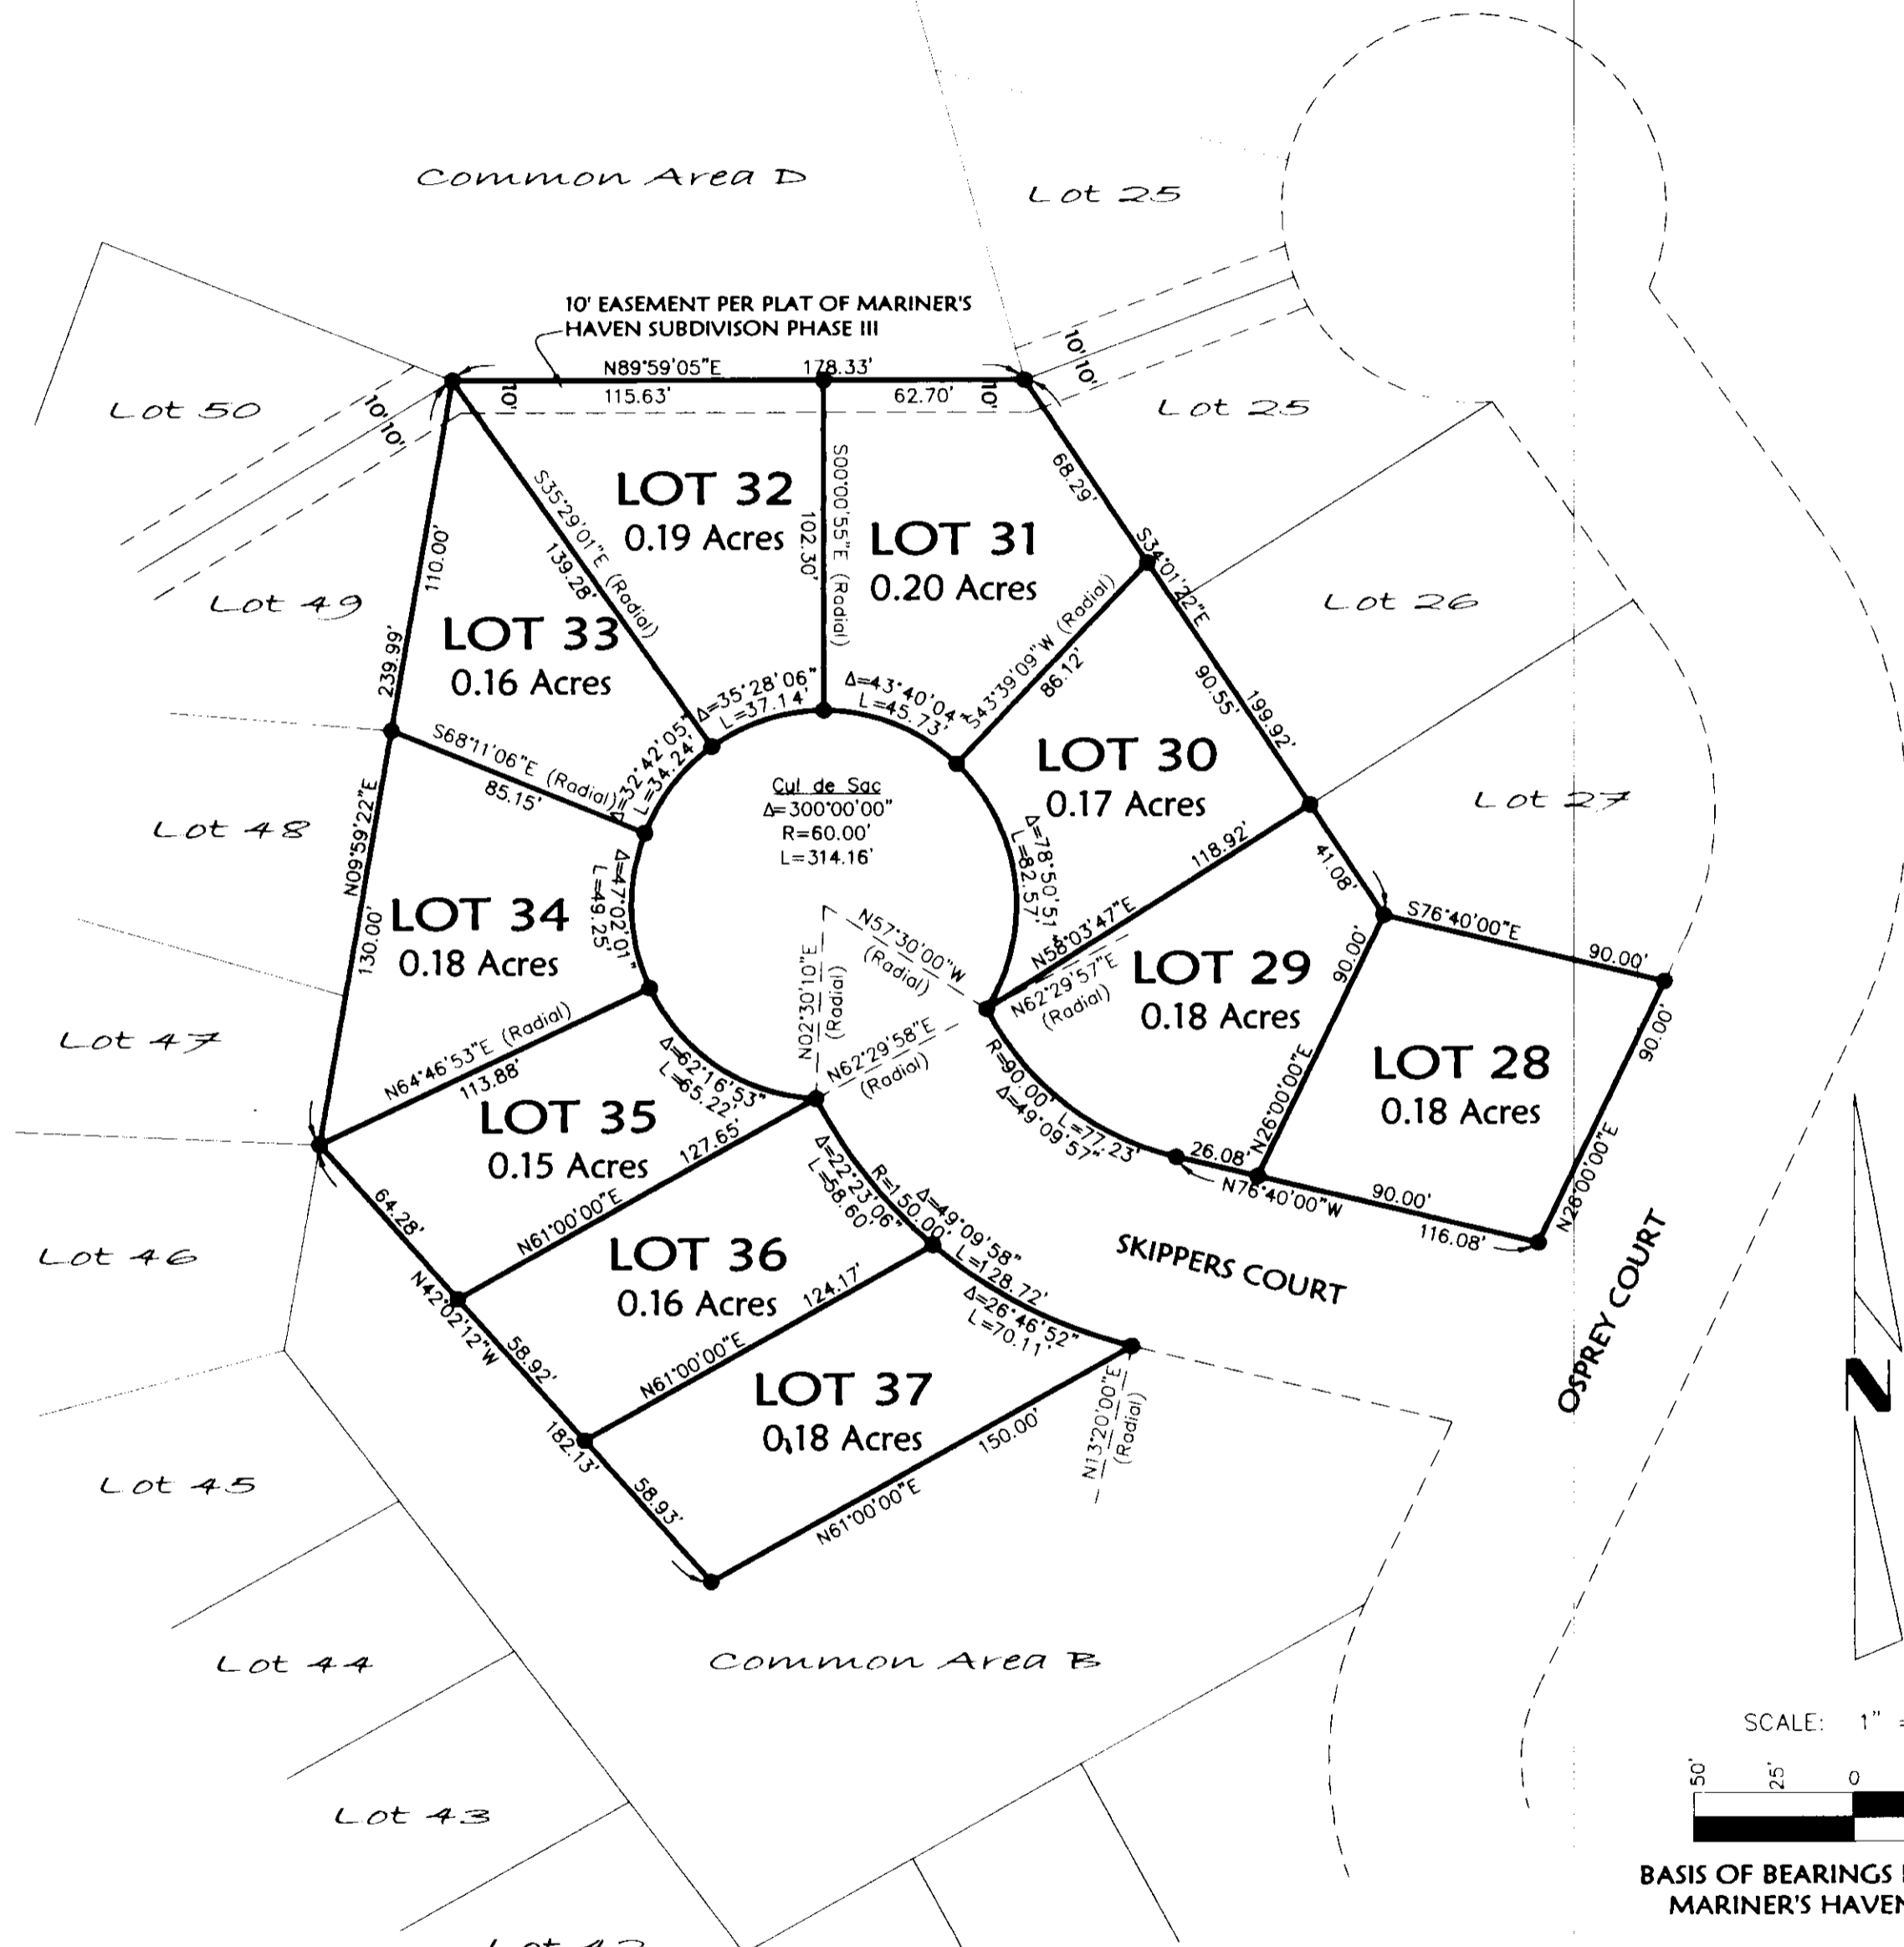 Common Area D
Lot 25
10' EASEMENT PER PLAT OF MARINER'S
HAVEN SUBDIVISON PHASE III
N89°59'05"E
178.33'
115.63'
62.70'
10'
10'
10'
10'
10'
10'
Lot 50
Lot 25
68.29'
S34°01'22"E
LOT 32
0.19 Acres
S35°29'01"E (Radial)
139.28'
S00°00'55"E (Radial)
102.30'
LOT 31
0.20 Acres
110.00'
239.99'
Lot 49
LOT 33
0.16 Acres
S43°39'09"W (Radial)
86.12'
Lot 26
90.55'
199.92'
Δ=35°28'06"
L=37.14'
Δ=43°40'04"
L=45.73'
Δ=32°42'05"
L=34.24'
S68°11'06"E (Radial)
85.15'
LOT 30
0.17 Acres
Cul de Sac
Δ=300°00'00"
R=60.00'
L=314.16'
Lot 27
Lot 48
N09°59'22"E
130.00'
Δ=78°50'51"
L=82.57'
118.92'
N58°03'47"E
41.08'
LOT 34
0.18 Acres
Δ=47°02'01"
L=49.25'
N57°30'00"W
(Radial)
N62°29'57"E
(Radial)
N02°30'10"E
(Radial)
LOT 29
0.18 Acres
90.00'
N26°00'00"E
S76°40'00"E
90.00'
90.00'
N26°00'00"E
LOT 28
0.18 Acres
Lot 47
N64°46'53"E (Radial)
113.88'
Δ=62°16'53"
L=65.22'
N62°29'58"E
(Radial)
R=90.00' L=77.23'
Δ=49°09'57"
26.08'
N76°40'00"W
90.00'
116.08'
LOT 35
0.15 Acres
127.65'
N61°00'00"E
64.28'
Lot 46
Δ=22°23'06"
L=58.60'
R=150.00'
Δ=49°09'58"
L=128.72'
Δ=26°46'52"
L=70.11'
SKIPPERS COURT
OSPREY COURT
LOT 36
0.16 Acres
124.17'
N61°00'00"E
N42°02'12"W
58.92'
182.13'
58.93'
LOT 37
0.18 Acres
150.00'
N61°00'00"E
N13°20'00"E
(Radial)
N
Lot 45
Lot 44
Common Area B
Lot 43
SCALE: 1" =
50'
25'
0
BASIS OF BEARINGS
MARINER'S HAVEN